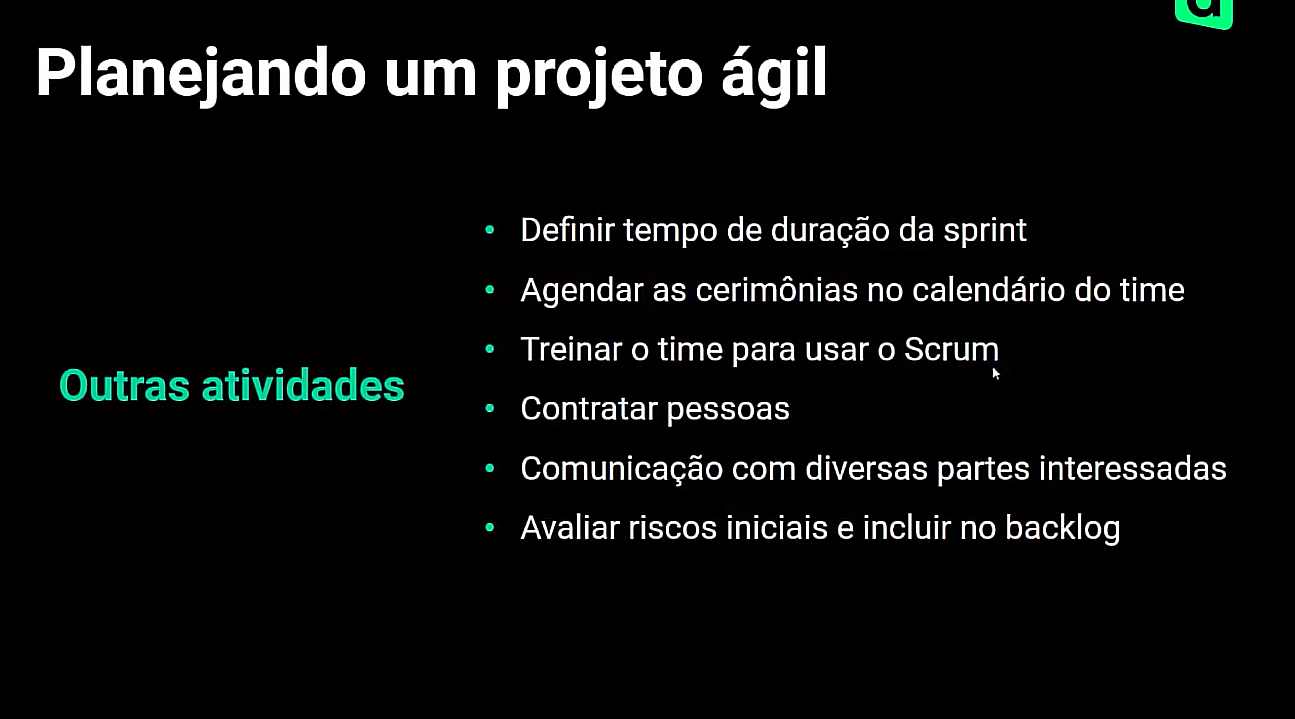 Planejando um projeto ágil
Outras atividades
Definir tempo de duração da sprint
Agendar as cerimônias no calendário do time
Treinar o time para usar o Scrum
Contratar pessoas
Comunicação com diversas partes interessadas
Avaliar riscos iniciais e incluir no backlog